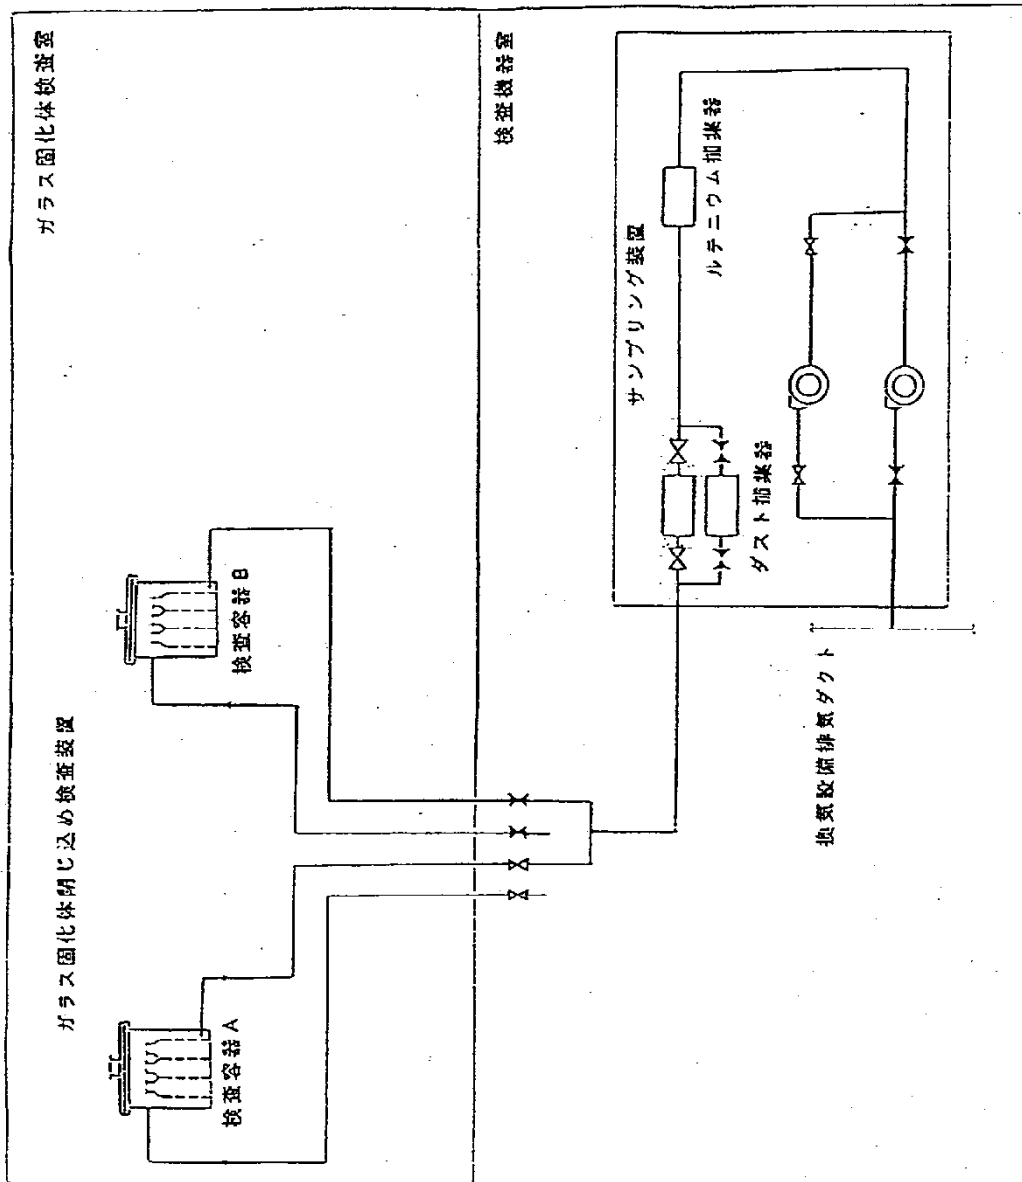 ガラス固化体検査室
検査機器室
ガラス固化体閉じ込め検査装置
検査容器A
検査容器B
サンプリング装置
ダスト捕集器
ルテニウム捕集器
換気設備排気ダクト